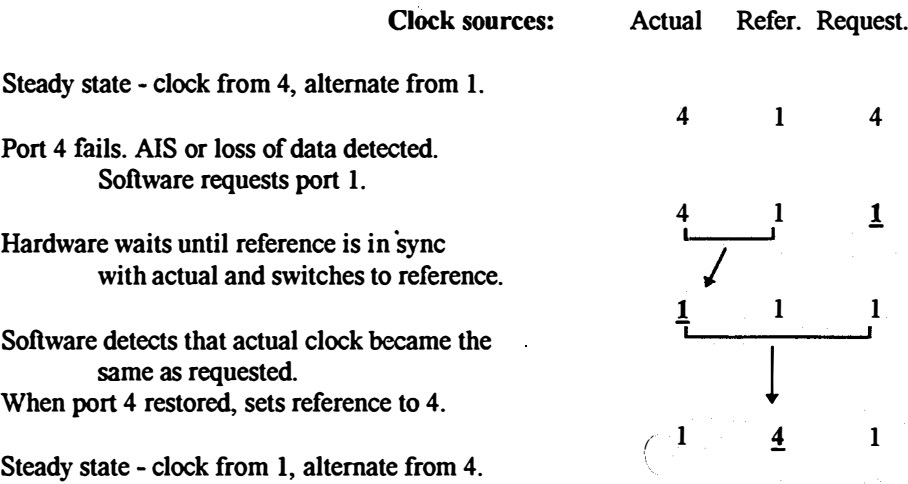 Clock sources: Actual Refer. Request.
Steady state - clock from 4, alternate from 1.
4 1 4
Port 4 fails. AIS or loss of data detected.
Software requests port 1.
4 1 1
Hardware waits until reference is in sync
with actual and switches to reference.
1 1 1
Software detects that actual clock became the
same as requested.
When port 4 restored, sets reference to 4.
1 4 1
Steady state - clock from 1, alternate from 4.